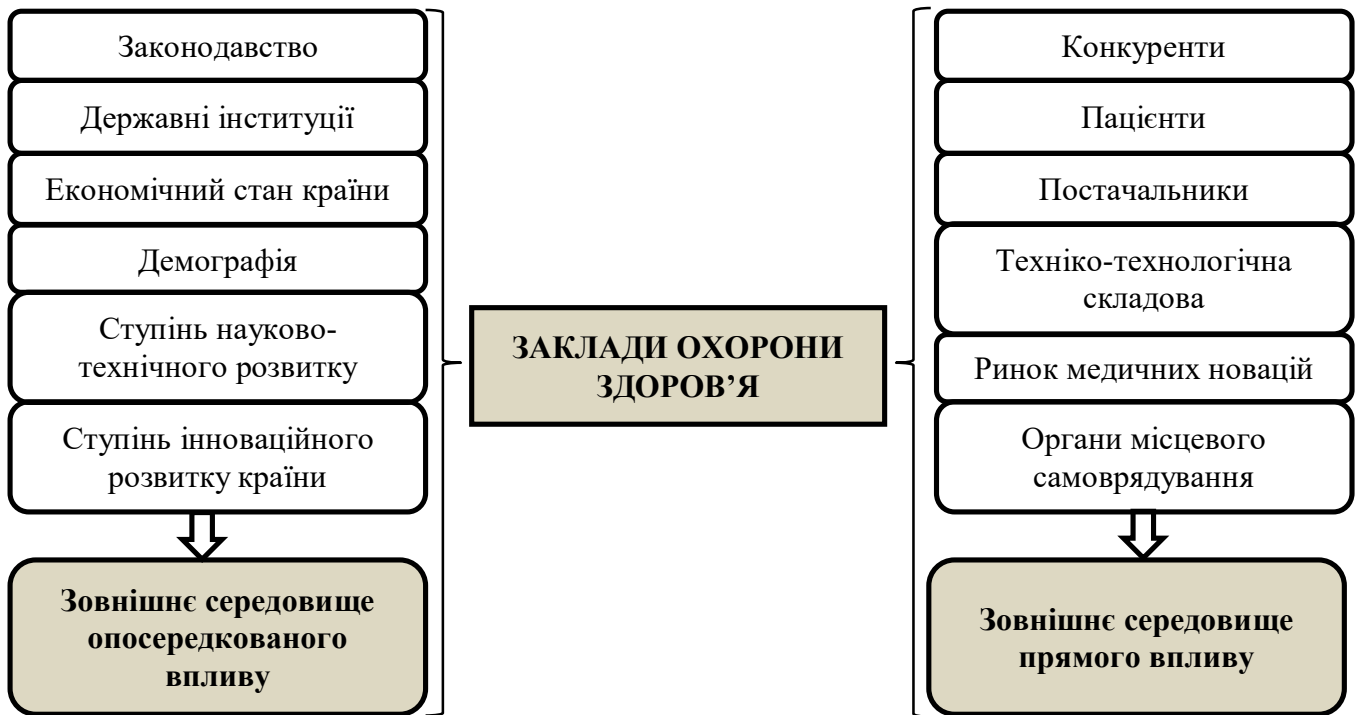 Законодавство
Державні інституції
Економічний стан країни
Демографія
Ступінь науково-
технічного розвитку
Ступінь інноваційного
розвитку країни
Зовнішнє середовище
опосередкованого
впливу
ЗАКЛАДИ ОХОРОНИ
ЗДОРОВ’Я
Конкуренти
Пацієнти
Постачальники
Техніко-технологічна
складова
Ринок медичних новацій
Органи місцевого
самоврядування
Зовнішнє середовище
прямого впливу